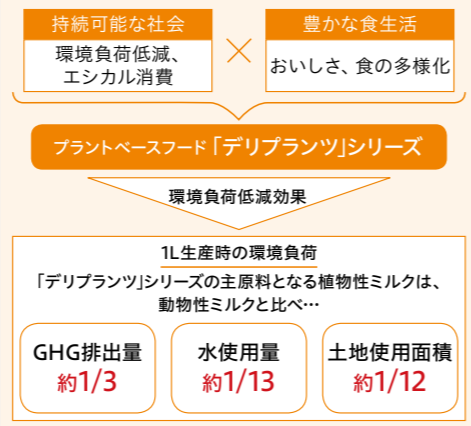 持続可能な社会
環境負荷低減、
エシカル消費
×
豊かな食生活
おいしさ、食の多様化
プラントベースフード「デリプランツ」シリーズ
環境負荷低減効果
1L生産時の環境負荷
「デリプランツ」シリーズの主原料となる植物性ミルクは、
動物性ミルクと比べ…
GHG排出量
約1/3
水使用量
約1/13
土地使用面積
約1/12